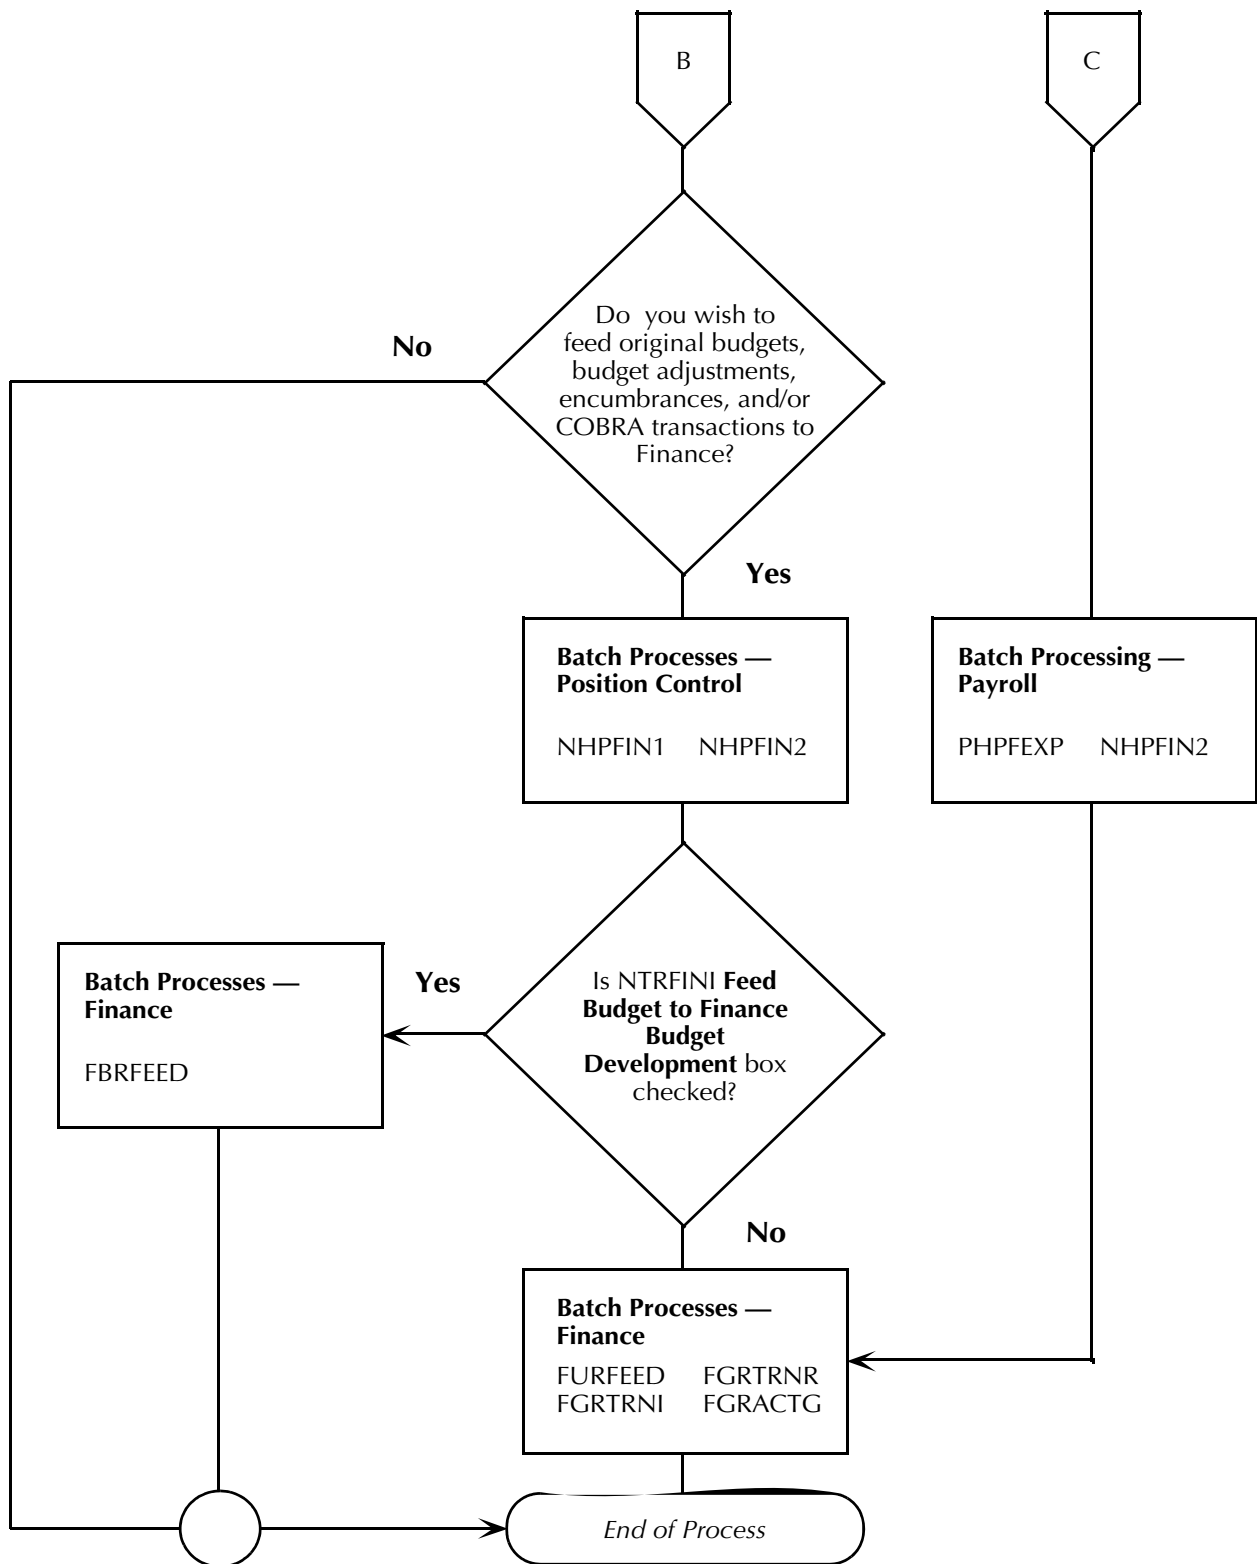 B
C
Do you wish to
feed original budgets,
budget adjustments,
encumbrances, and/or
COBRA transactions to
Finance?
No
Yes
Batch Processes —
Position Control
NHPFIN1 NHPFIN2
Batch Processing —
Payroll
PHPFEXP NHPFIN2
Batch Processes —
Finance
FBRFEED
Yes
Is NTRFINI Feed
Budget to Finance
Budget
Development box
checked?
No
Batch Processes —
Finance
FURFEED FGRTRNR
FGRTRNI FGRACTG
End of Process